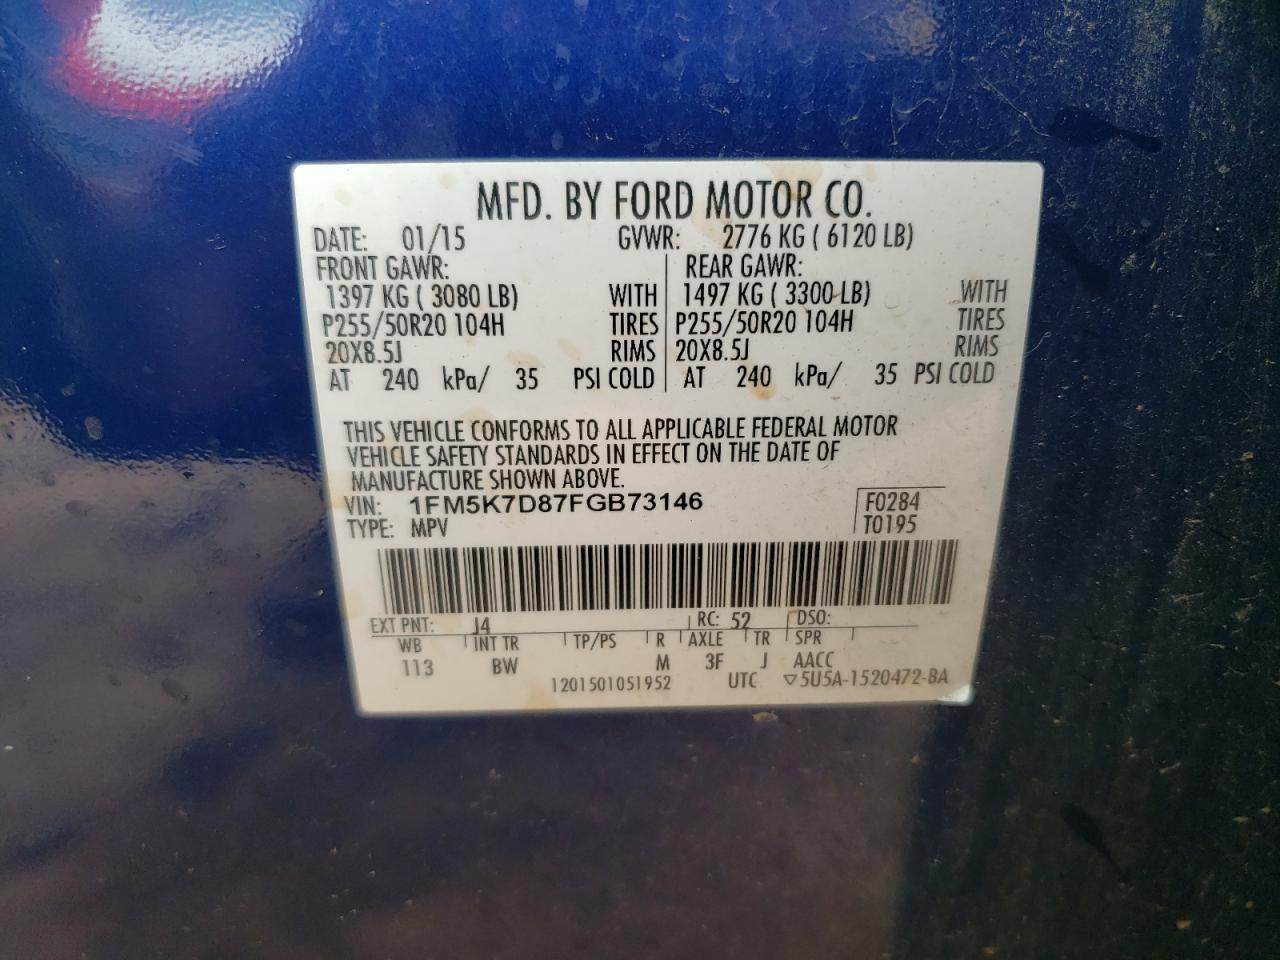 MFD. BY FORD MOTOR CO.
DATE: 01/15 GVWR: 2776 KG ( 6120 LB)
FRONT GAWR: REAR GAWR:
1397 KG ( 3080 LB) WITH 1497 KG ( 3300 LB) WITH
P255/50R20 104H TIRES P255/50R20 104H TIRES
20X8.5J RIMS 20X8.5J RIMS
AT 240 kPa/ 35 PSI COLD AT 240 kPa/ 35 PSI COLD
THIS VEHICLE CONFORMS TO ALL APPLICABLE FEDERAL MOTOR
VEHICLE SAFETY STANDARDS IN EFFECT ON THE DATE OF
MANUFACTURE SHOWN ABOVE.
VIN: 1FM5K7D87FGB73146 F0284
TYPE: MPV T0195
EXT PNT: J4 RC: 52 DSO:
WB INT TR TP/PS R AXLE TR SPR
113 BW M 3F J AACC
1201501051952 UTC ▽5U5A-1520472-BA